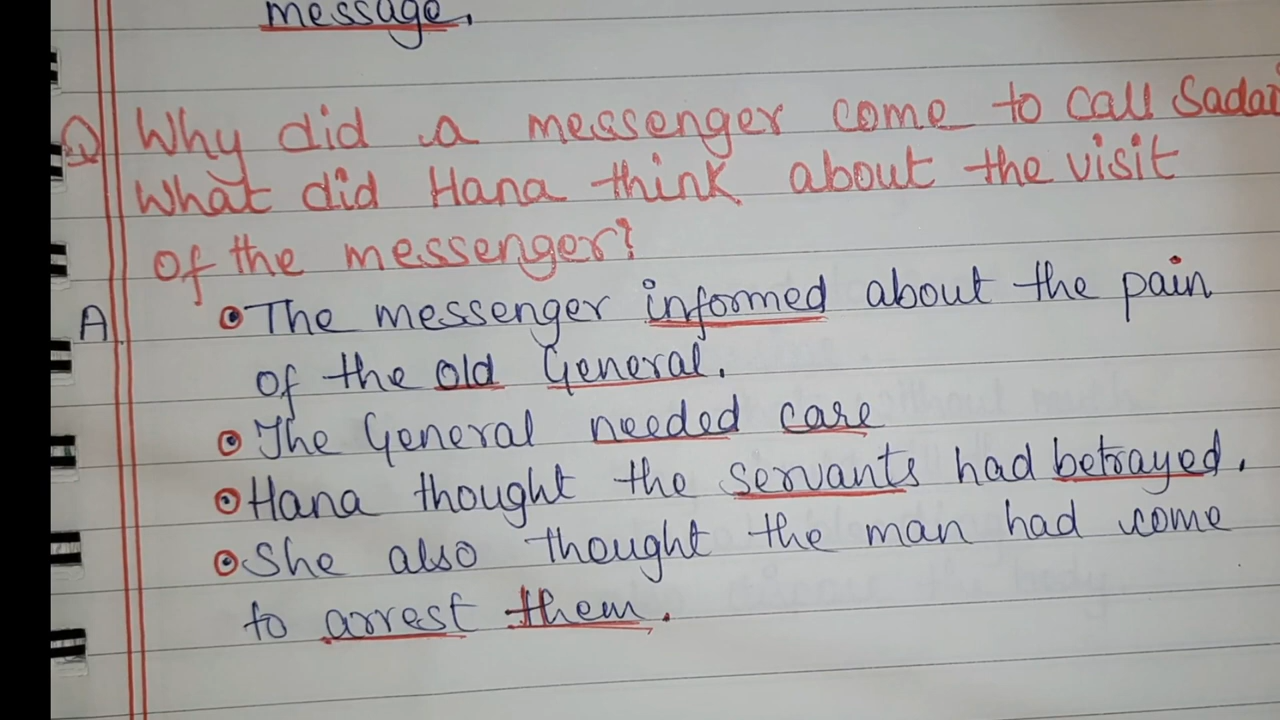 message.
Q Why did a messenger come to call Sadao
What did Hana think about the visit
of the messenger?
A • The messenger informed about the pain
of the old General.
• The General needed care
• Hana thought the servants had betrayed.
• She also thought the man had come
to arrest them.